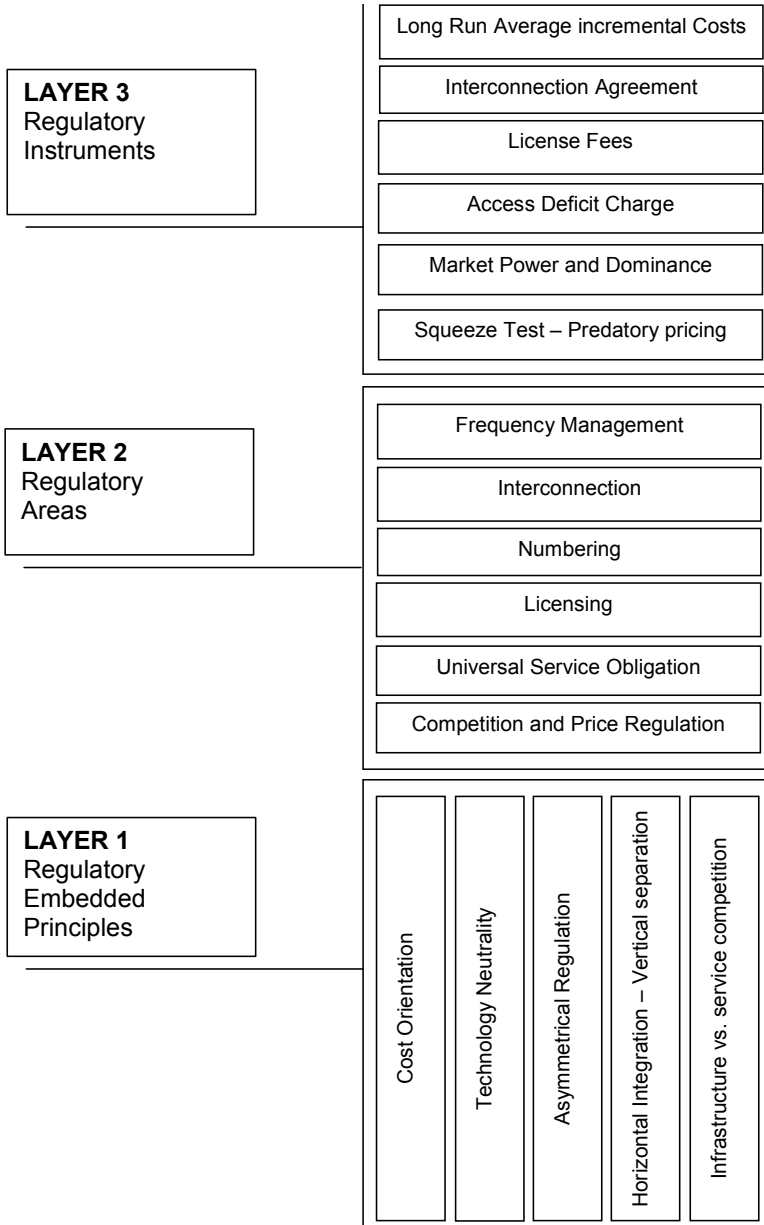 LAYER 3
Regulatory
Instruments
Long Run Average incremental Costs
Interconnection Agreement
License Fees
Access Deficit Charge
Market Power and Dominance
Squeeze Test – Predatory pricing
LAYER 2
Regulatory
Areas
Frequency Management
Interconnection
Numbering
Licensing
Universal Service Obligation
Competition and Price Regulation
LAYER 1
Regulatory
Embedded
Principles
Cost Orientation
Technology Neutrality
Asymmetrical Regulation
Horizontal Integration – Vertical separation
Infrastructure vs. service competition